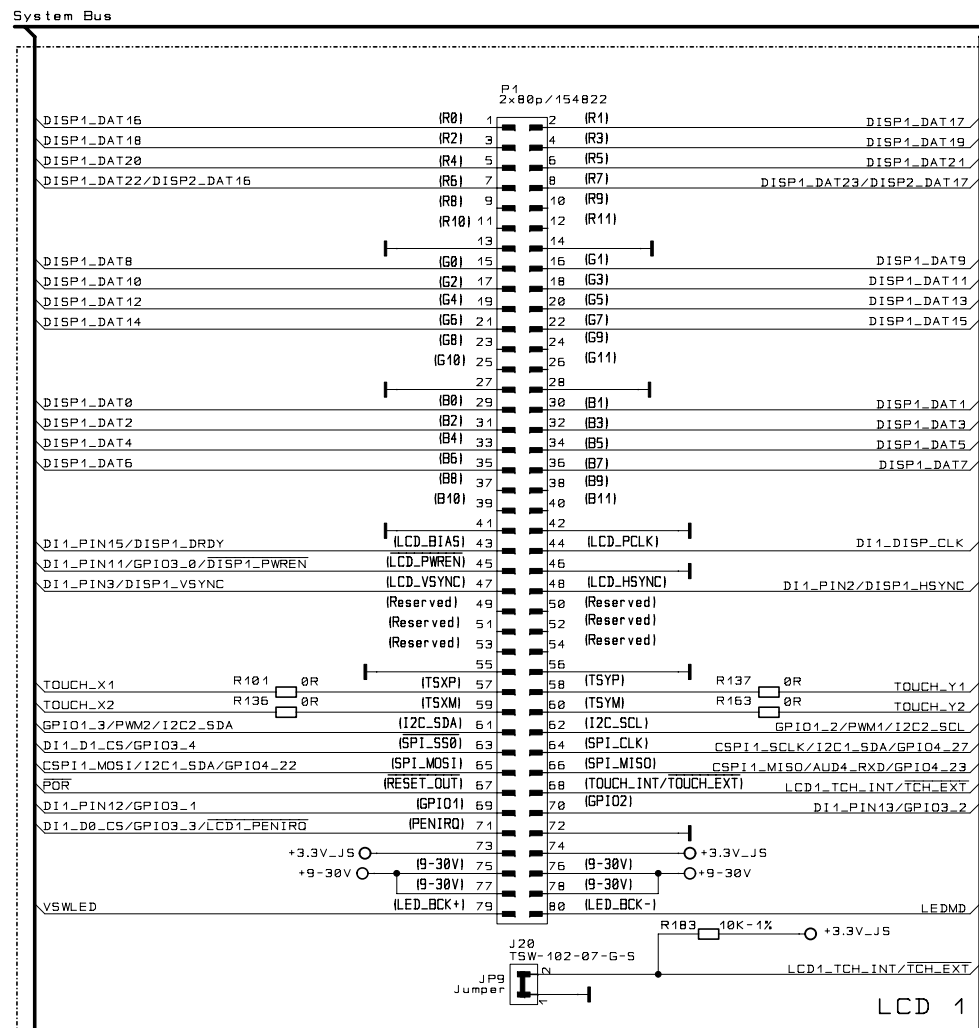 System Bus
P1
2x80p/154822
DISP1_DAT16 (R0) 1 2 (R1) DISP1_DAT17
DISP1_DAT18 (R2) 3 4 (R3) DISP1_DAT19
DISP1_DAT20 (R4) 5 6 (R5) DISP1_DAT21
DISP1_DAT22/DISP2_DAT16 (R6) 7 8 (R7) DISP1_DAT23/DISP2_DAT17
(R8) 9 10 (R9)
(R10) 11 12 (R11)
13 14
DISP1_DAT8 (G0) 15 16 (G1) DISP1_DAT9
DISP1_DAT10 (G2) 17 18 (G3) DISP1_DAT11
DISP1_DAT12 (G4) 19 20 (G5) DISP1_DAT13
DISP1_DAT14 (G6) 21 22 (G7) DISP1_DAT15
(G8) 23 24 (G9)
(G10) 25 26 (G11)
27 28
DISP1_DAT0 (B0) 29 30 (B1) DISP1_DAT1
DISP1_DAT2 (B2) 31 32 (B3) DISP1_DAT3
DISP1_DAT4 (B4) 33 34 (B5) DISP1_DAT5
DISP1_DAT6 (B6) 35 36 (B7) DISP1_DAT7
(B8) 37 38 (B9)
(B10) 39 40 (B11)
41 42
DI1_PIN15/DISP1_DRDY (LCD_BIAS) 43 44 (LCD_PCLK) DI1_DISP_CLK
DI1_PIN11/GPIO3_0/DISP1_PWREN (LCD_PWREN) 45 46
DI1_PIN3/DISP1_VSYNC (LCD_VSYNC) 47 48 (LCD_HSYNC) DI1_PIN2/DISP1_HSYNC
(Reserved) 49 50 (Reserved)
(Reserved) 51 52 (Reserved)
(Reserved) 53 54 (Reserved)
55 56
TOUCH_X1 R101 0R (TSXP) 57 58 (TSYP) R137 0R TOUCH_Y1
TOUCH_X2 R136 0R (TSXM) 59 60 (TSYM) R163 0R TOUCH_Y2
GPIO1_3/PWM2/I2C2_SDA (I2C_SDA) 61 62 (I2C_SCL) GPIO1_2/PWM1/I2C2_SCL
DI1_D1_CS/GPIO3_4 (SPI_SS0) 63 64 (SPI_CLK) CSPI1_SCLK/I2C1_SDA/GPIO4_27
CSPI1_MOSI/I2C1_SDA/GPIO4_22 (SPI_MOSI) 65 66 (SPI_MISO) CSPI1_MISO/AUD4_RXD/GPIO4_23
POR (RESET_OUT) 67 68 (TOUCH_INT/TOUCH_EXT) LCD1_TCH_INT/TCH_EXT
DI1_PIN12/GPIO3_1 (GPIO1) 69 70 (GPIO2) DI1_PIN13/GPIO3_2
DI1_D0_CS/GPIO3_3/LCD1_PENIRQ (PENIRQ) 71 72
+3.3V_JS 73 74 +3.3V_JS
+9-30V (9-30V) 75 76 (9-30V) +9-30V
(9-30V) 77 78 (9-30V)
VSWLED (LED_BCK+) 79 80 (LED_BCK-) LEDMD
R183 10K-1% +3.3V_JS
J20
TSW-102-07-G-S
JP9
Jumper
2
1
LCD1_TCH_INT/TCH_EXT
LCD 1